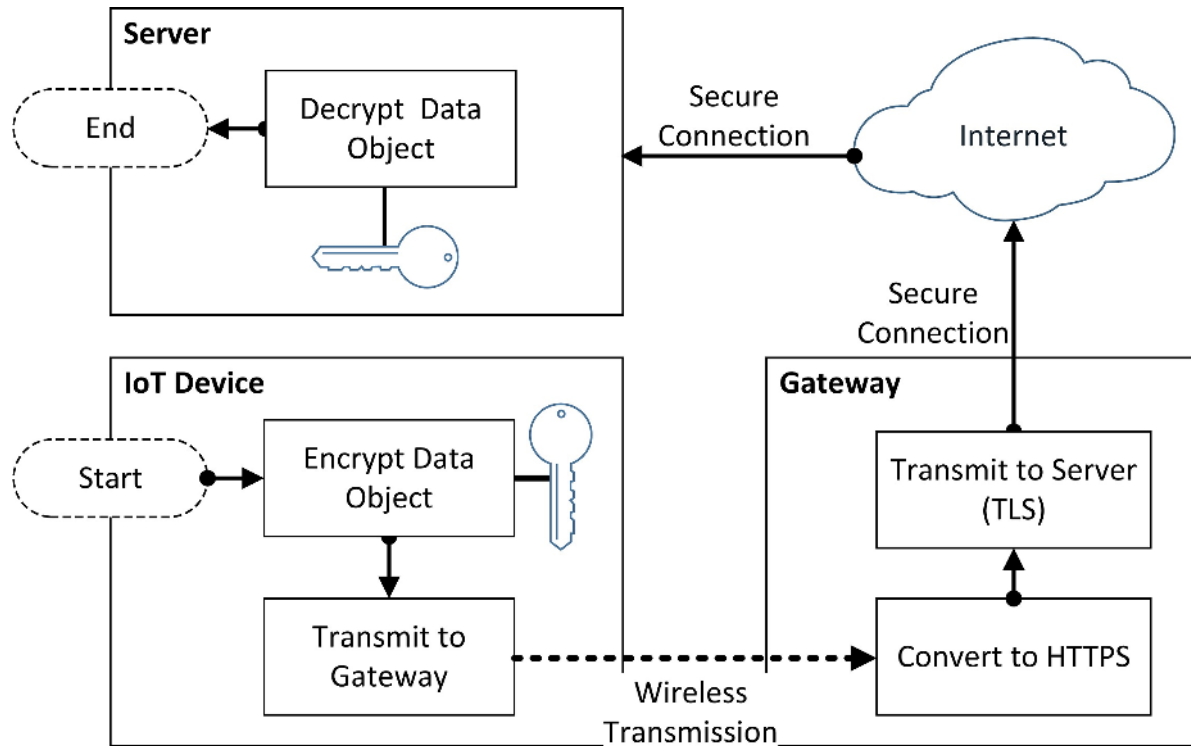 Server
Decrypt Data
Object
End
Secure
Connection
Internet
Secure
Connection
IoT Device
Start
Encrypt Data
Object
Transmit to
Gateway
Wireless
Transmission
Gateway
Transmit to Server
(TLS)
Convert to HTTPS